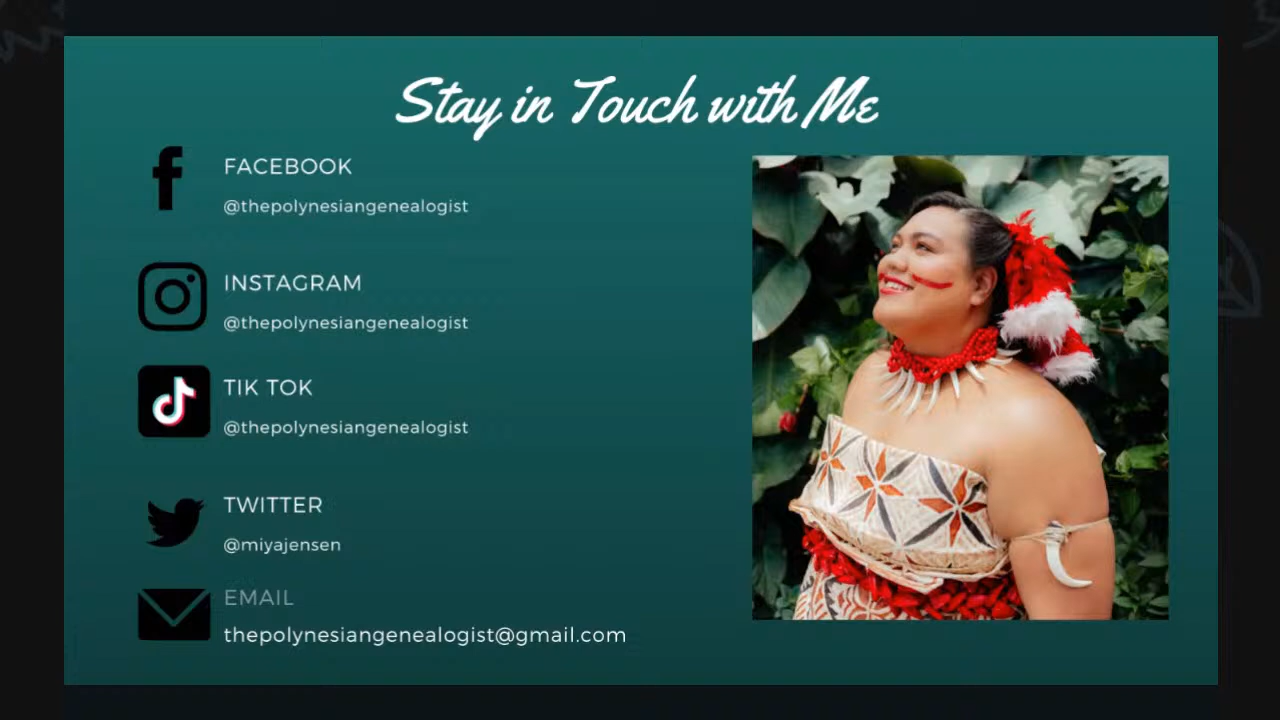 Stay in Touch with Me
FACEBOOK
@thepolynesiangenealogist
INSTAGRAM
@thepolynesiangenealogist
TIK TOK
@thepolynesiangenealogist
TWITTER
@miyajensen
EMAIL
thepolynesiangenealogist@gmail.com